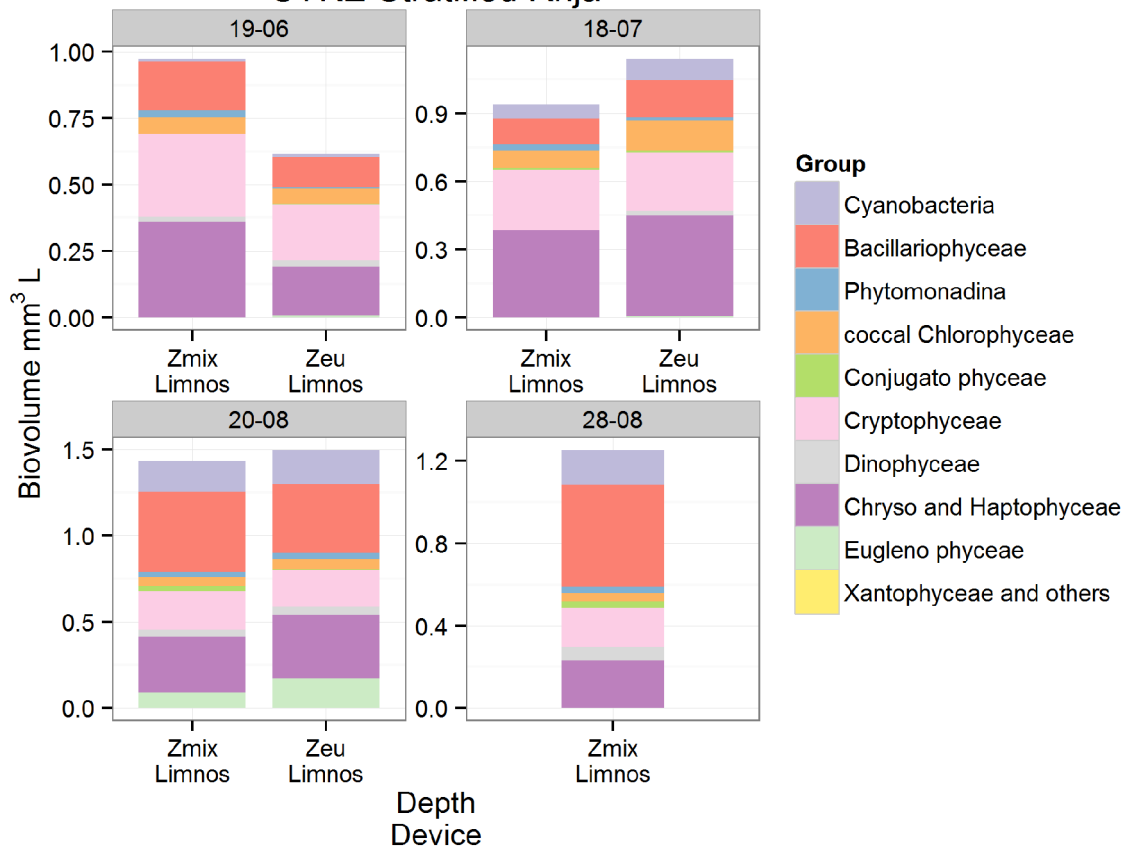 19-06
18-07
1.00
0.75
0.50
0.25
0.00
0.9
0.6
0.3
0.0
Zmix
Limnos
Zeu
Limnos
Zmix
Limnos
Zeu
Limnos
20-08
28-08
1.5
1.0
0.5
0.0
1.2
0.8
0.4
0.0
Zmix
Limnos
Zeu
Limnos
Zmix
Limnos
Biovolume mm³ L
Depth
Device
Group
Cyanobacteria
Bacillariophyceae
Phytomonadina
coccal Chlorophyceae
Conjugato phyceae
Cryptophyceae
Dinophyceae
Chryso and Haptophyceae
Eugleno phyceae
Xantophyceae and others